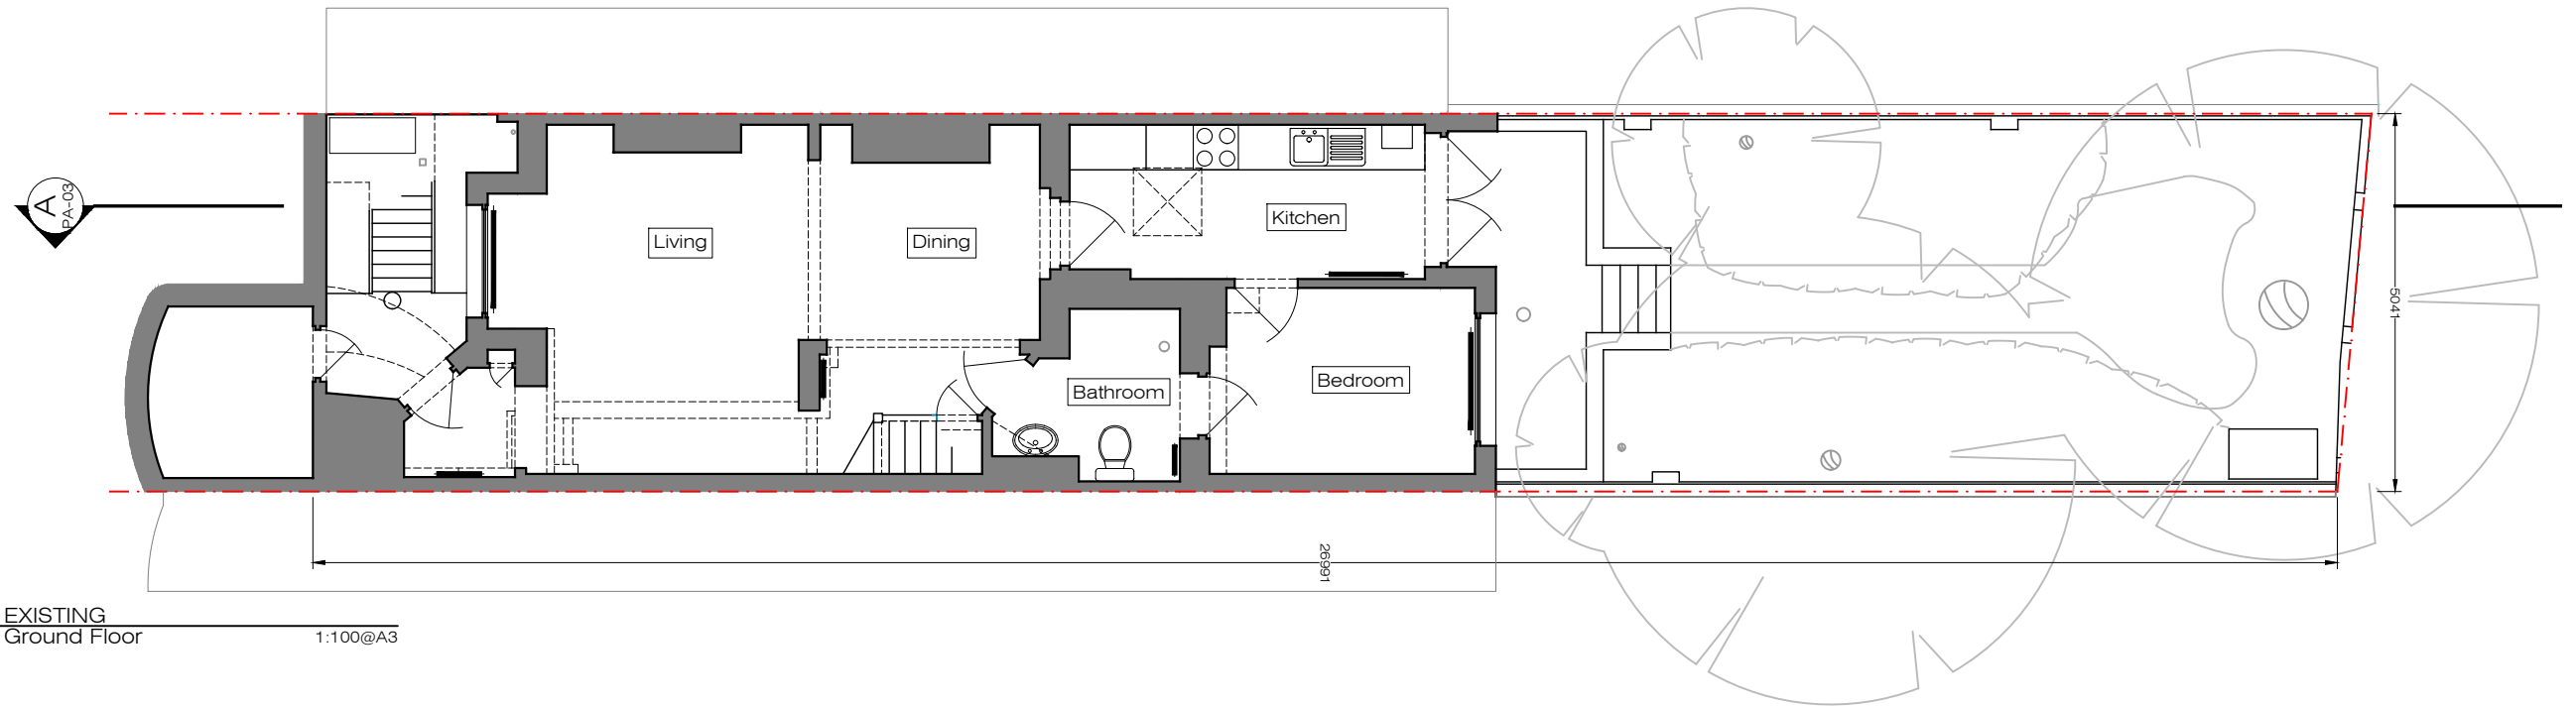 A
PA-03
Living
Dining
Kitchen
Bathroom
Bedroom
5041
26991
EXISTING
Ground Floor
1:100@A3